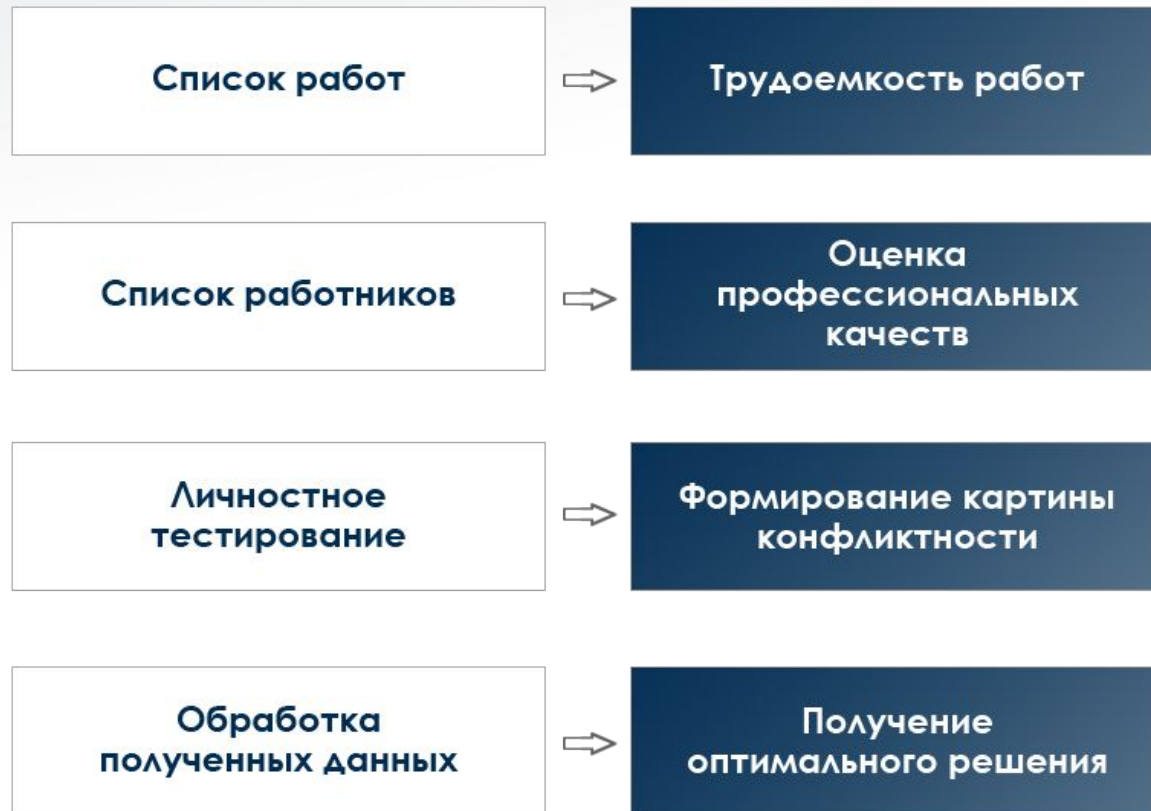 Список работ
Трудоемкость работ
Список работников
Оценка
профессиональных
качеств
Личностное
тестирование
Формирование картины
конфликтности
Обработка
полученных данных
Получение
оптимального решения